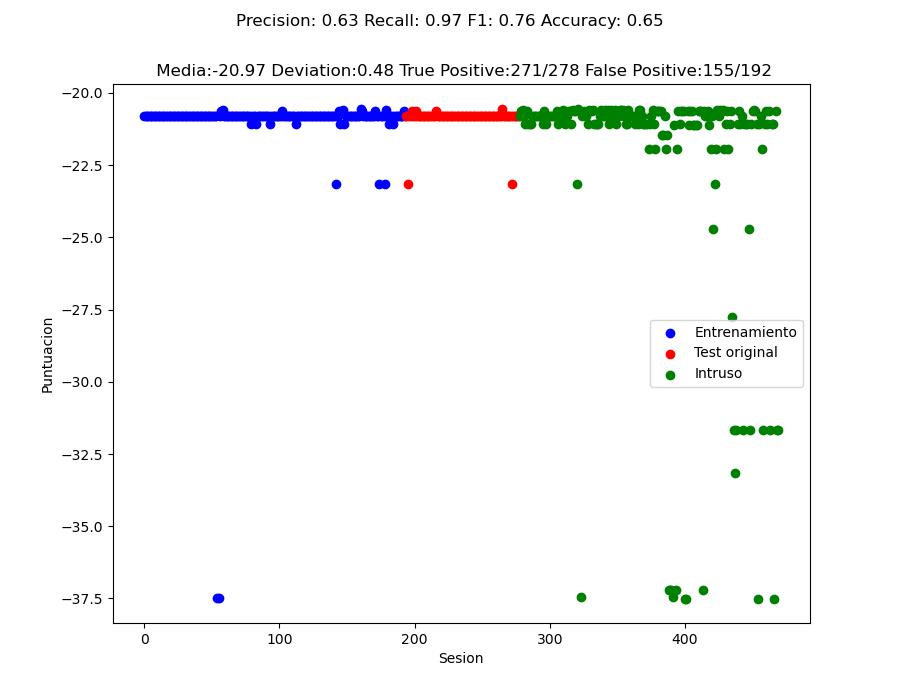 Precision: 0.63 Recall: 0.97 F1: 0.76 Accuracy: 0.65
Media:-20.97 Deviation:0.48 True Positive:271/278 False Positive:155/192
−20.0
−22.5
−25.0
−27.5
−30.0
−32.5
−35.0
−37.5
Puntuacion
Entrenamiento
Test original
Intruso
0 100 200 300 400
Sesion